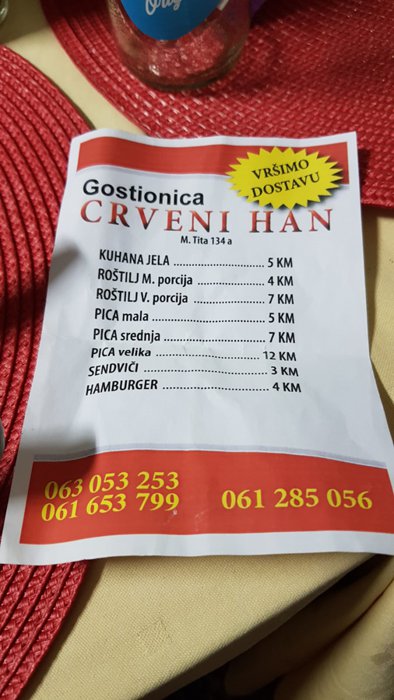 Orig
VRŠIMO
DOSTAVU
Gostionica
CRVENI HAN
M. Tita 134 a
KUHANA JELA ........................... 5 KM
ROŠTILJ M. porcija ................... 4 KM
ROŠTILJ V. porcija .................... 7 KM
PICA mala ................................. 5 KM
PICA srednja ............................ 7 KM
PICA velika ............................... 12 KM
SENDVIČI ...................................... 3 KM
HAMBURGER ................................ 4 KM
063 053 253
061 653 799
061 285 056